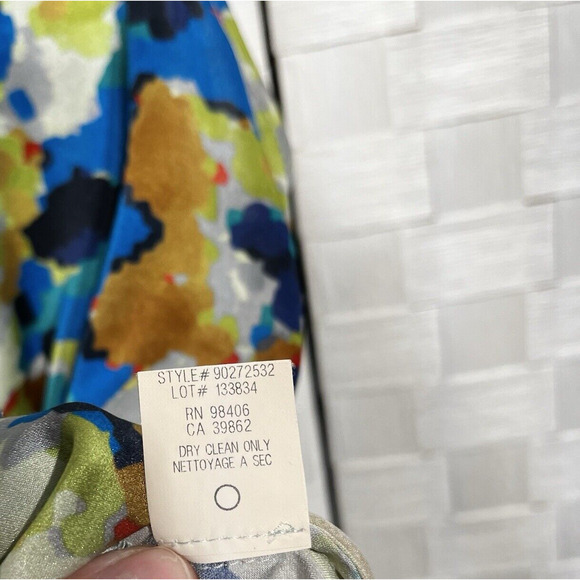 STYLE# 90272532
LOT# 133834
RN 98406
CA 39862
DRY CLEAN ONLY
NETTOYAGE A SEC